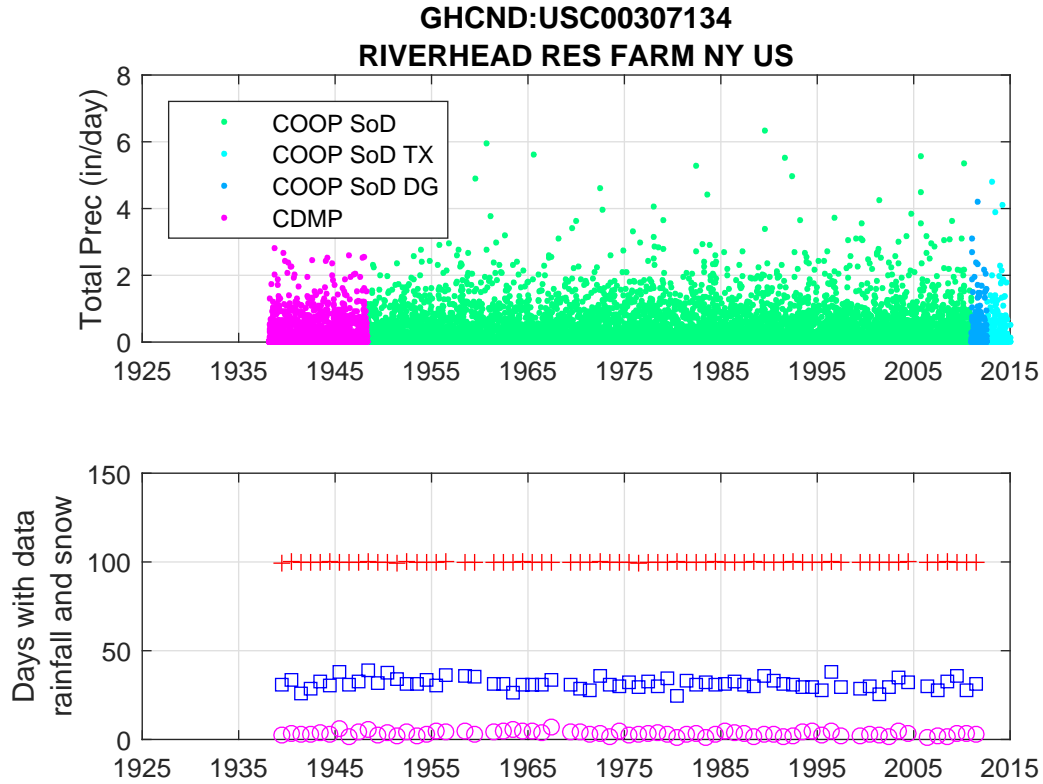 GHCND:USC00307134
RIVERHEAD RES FARM NY US
Total Prec (in/day)
8
6
4
2
0
COOP SoD
COOP SoD TX
COOP SoD DG
CDMP
1925 1935 1945 1955 1965 1975 1985 1995 2005 2015
Days with data
rainfall and snow
150
100
50
0
1925 1935 1945 1955 1965 1975 1985 1995 2005 2015